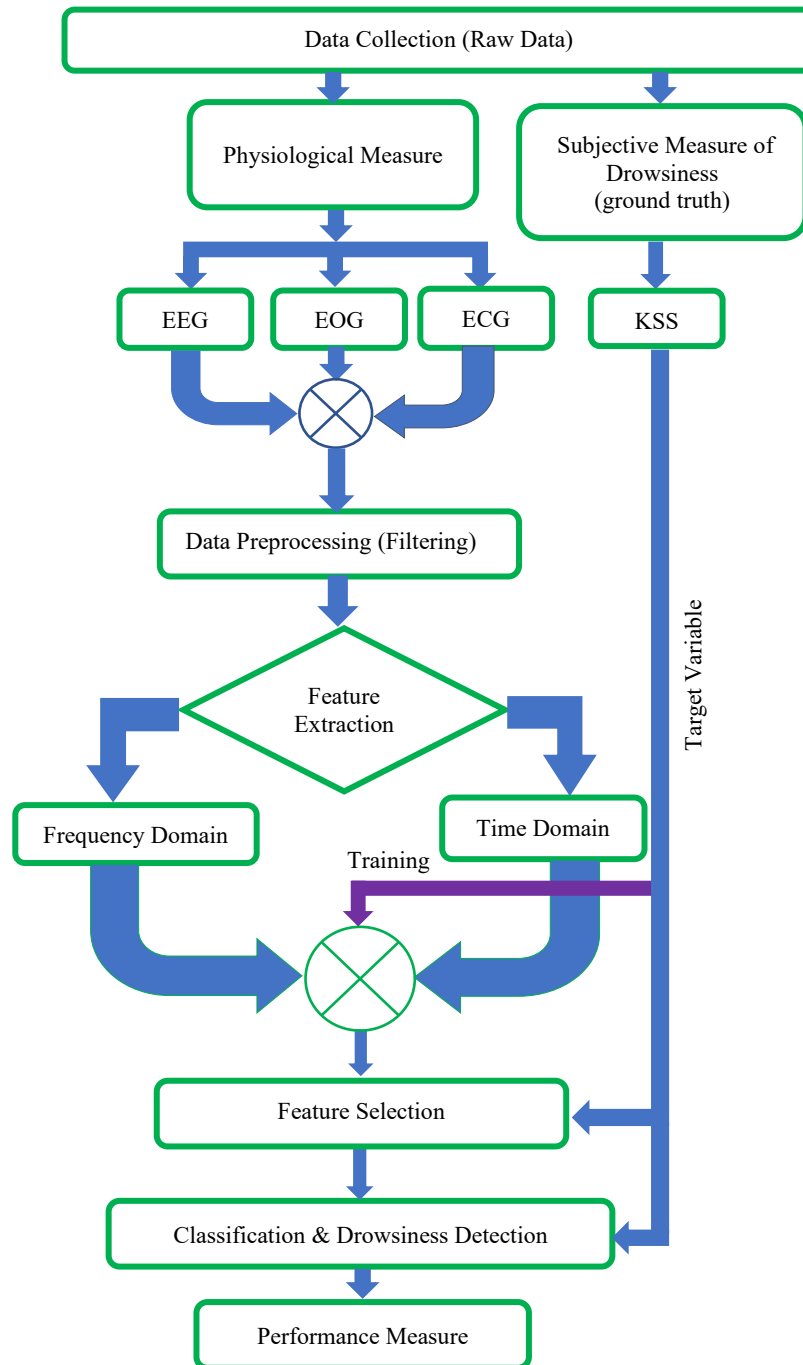 Data Collection (Raw Data)
Physiological Measure
Subjective Measure of
Drowsiness
(ground truth)
EEG
EOG
ECG
KSS
Data Preprocessing (Filtering)
Target Variable
Feature
Extraction
Frequency Domain
Time Domain
Training
Feature Selection
Classification & Drowsiness Detection
Performance Measure